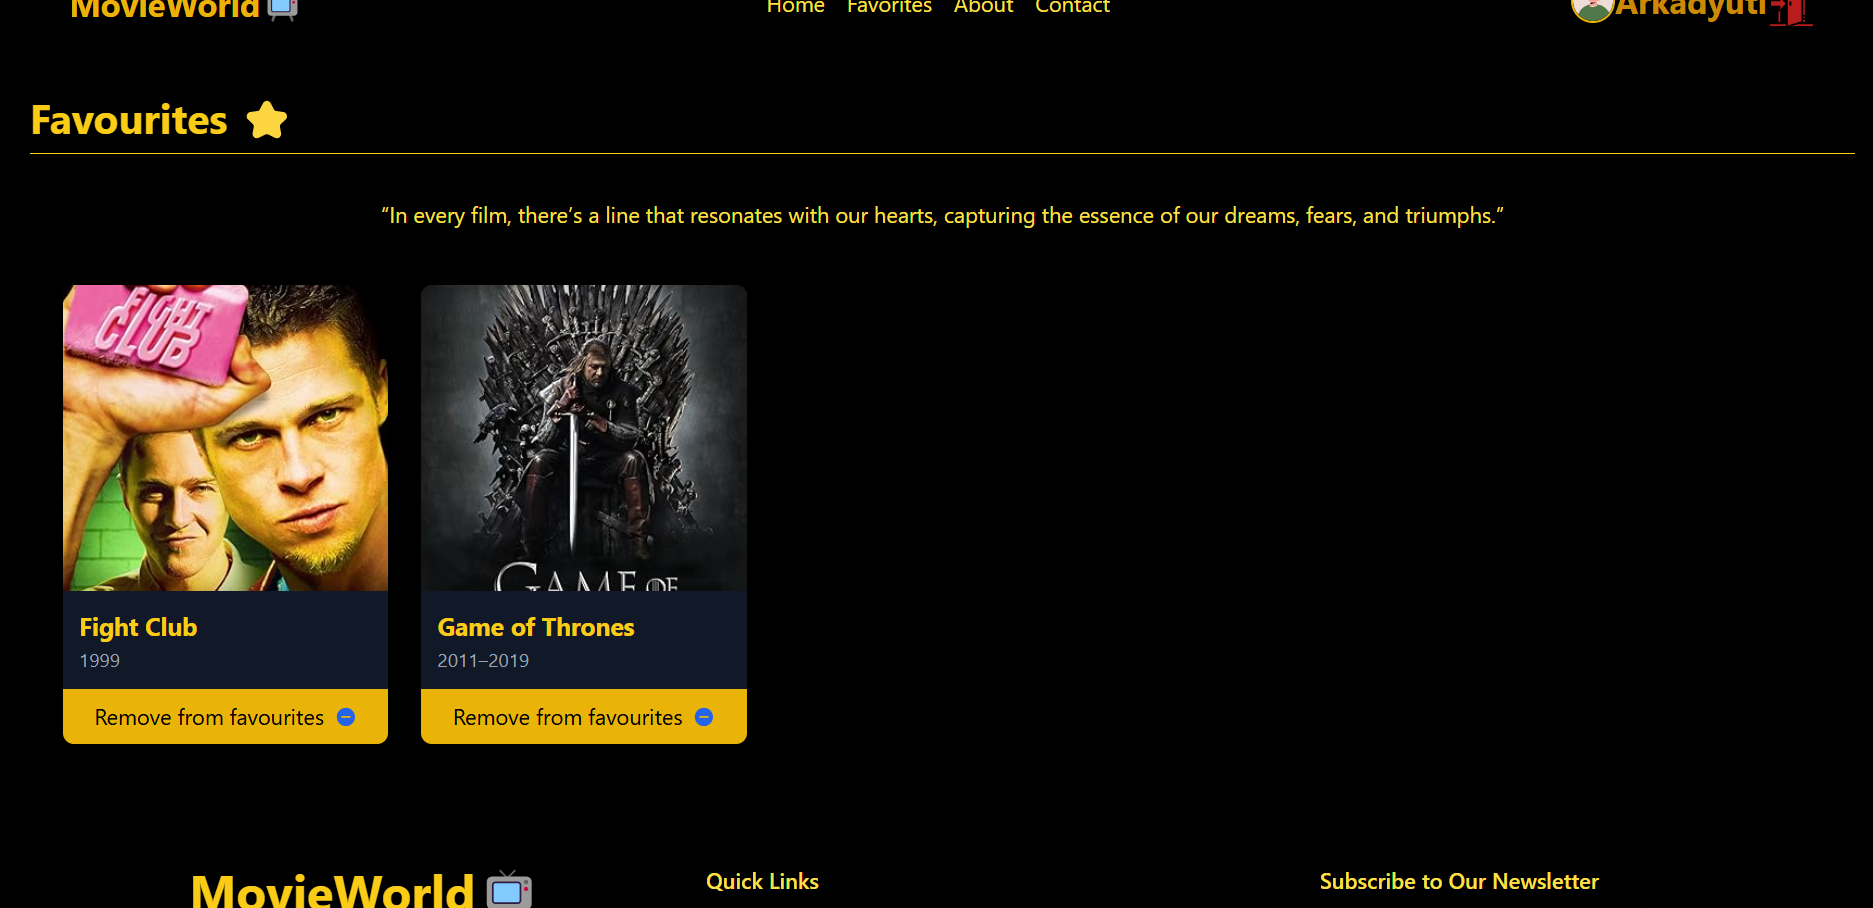 MovieWorld
Home Favorites About Contact
Arkadyuti
Favourites
“In every film, there’s a line that resonates with our hearts, capturing the essence of our dreams, fears, and triumphs.”
FIGHT
CLUB
GAME OF
Fight Club
1999
Remove from favourites
Game of Thrones
2011–2019
Remove from favourites
MovieWorld
Quick Links
Subscribe to Our Newsletter